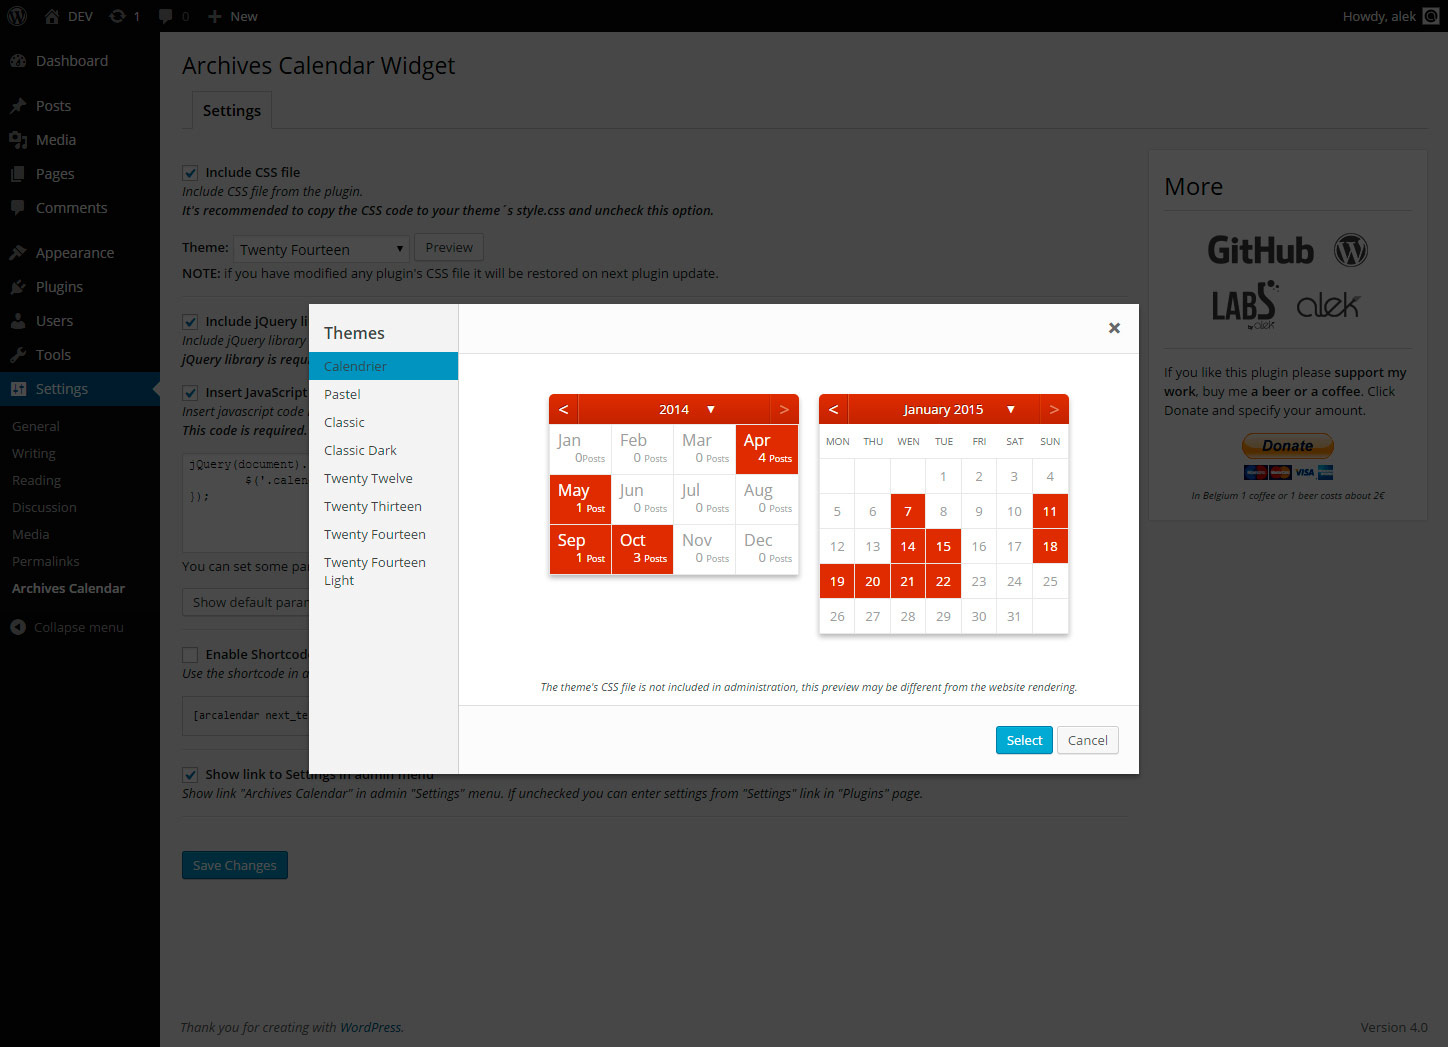 DEV
1
0
New
Howdy, alek
Dashboard
Posts
Media
Pages
Comments
Appearance
Plugins
Users
Tools
Settings
General
Writing
Reading
Discussion
Media
Permalinks
Archives Calendar
Collapse menu
Archives Calendar Widget
Settings
Include CSS file
Include CSS file from the plugin.
It's recommended to copy the CSS code to your theme´s style.css and uncheck this option.
Theme: Twenty Fourteen ▼ Preview
NOTE: if you have modified any plugin's CSS file it will be restored on next plugin update.
Include jQuery li
Include jQuery library
jQuery library is requ
Insert JavaScript
Insert javascript code
This code is required.
jQuery(document).
$('.calen
});
You can set some pa
Show default paran
Enable Shortcod
Use the shortcode in a
[arcalendar next_te
Show link to Settings in admin menu
Show link "Archives Calendar" in admin "Settings" menu. If unchecked you can enter settings from "Settings" link in "Plugins" page.
Save Changes
Thank you for creating with WordPress.
Version 4.0
More
GitHub
LABS
by alek
alek
If you like this plugin please support my
work, buy me a beer or a coffee. Click
Donate and specify your amount.
Donate
VISA
In Belgium 1 coffee or 1 beer costs about 2€
Themes
Calendrier
Pastel
Classic
Classic Dark
Twenty Twelve
Twenty Thirteen
Twenty Fourteen
Twenty Fourteen
Light
×
< 2014 ▼ >
Jan Feb Mar Apr
0Posts 0 Posts 0 Posts 4 Posts
May Jun Jul Aug
1 Post 0 Posts 0 Posts 0 Posts
Sep Oct Nov Dec
1 Post 3 Posts 0 Posts 0 Posts
< January 2015 ▼ >
MON THU WEN TUE FRI SAT SUN
1 2 3 4
5 6 7 8 9 10 11
12 13 14 15 16 17 18
19 20 21 22 23 24 25
26 27 28 29 30 31
The theme's CSS file is not included in administration, this preview may be different from the website rendering.
Select Cancel